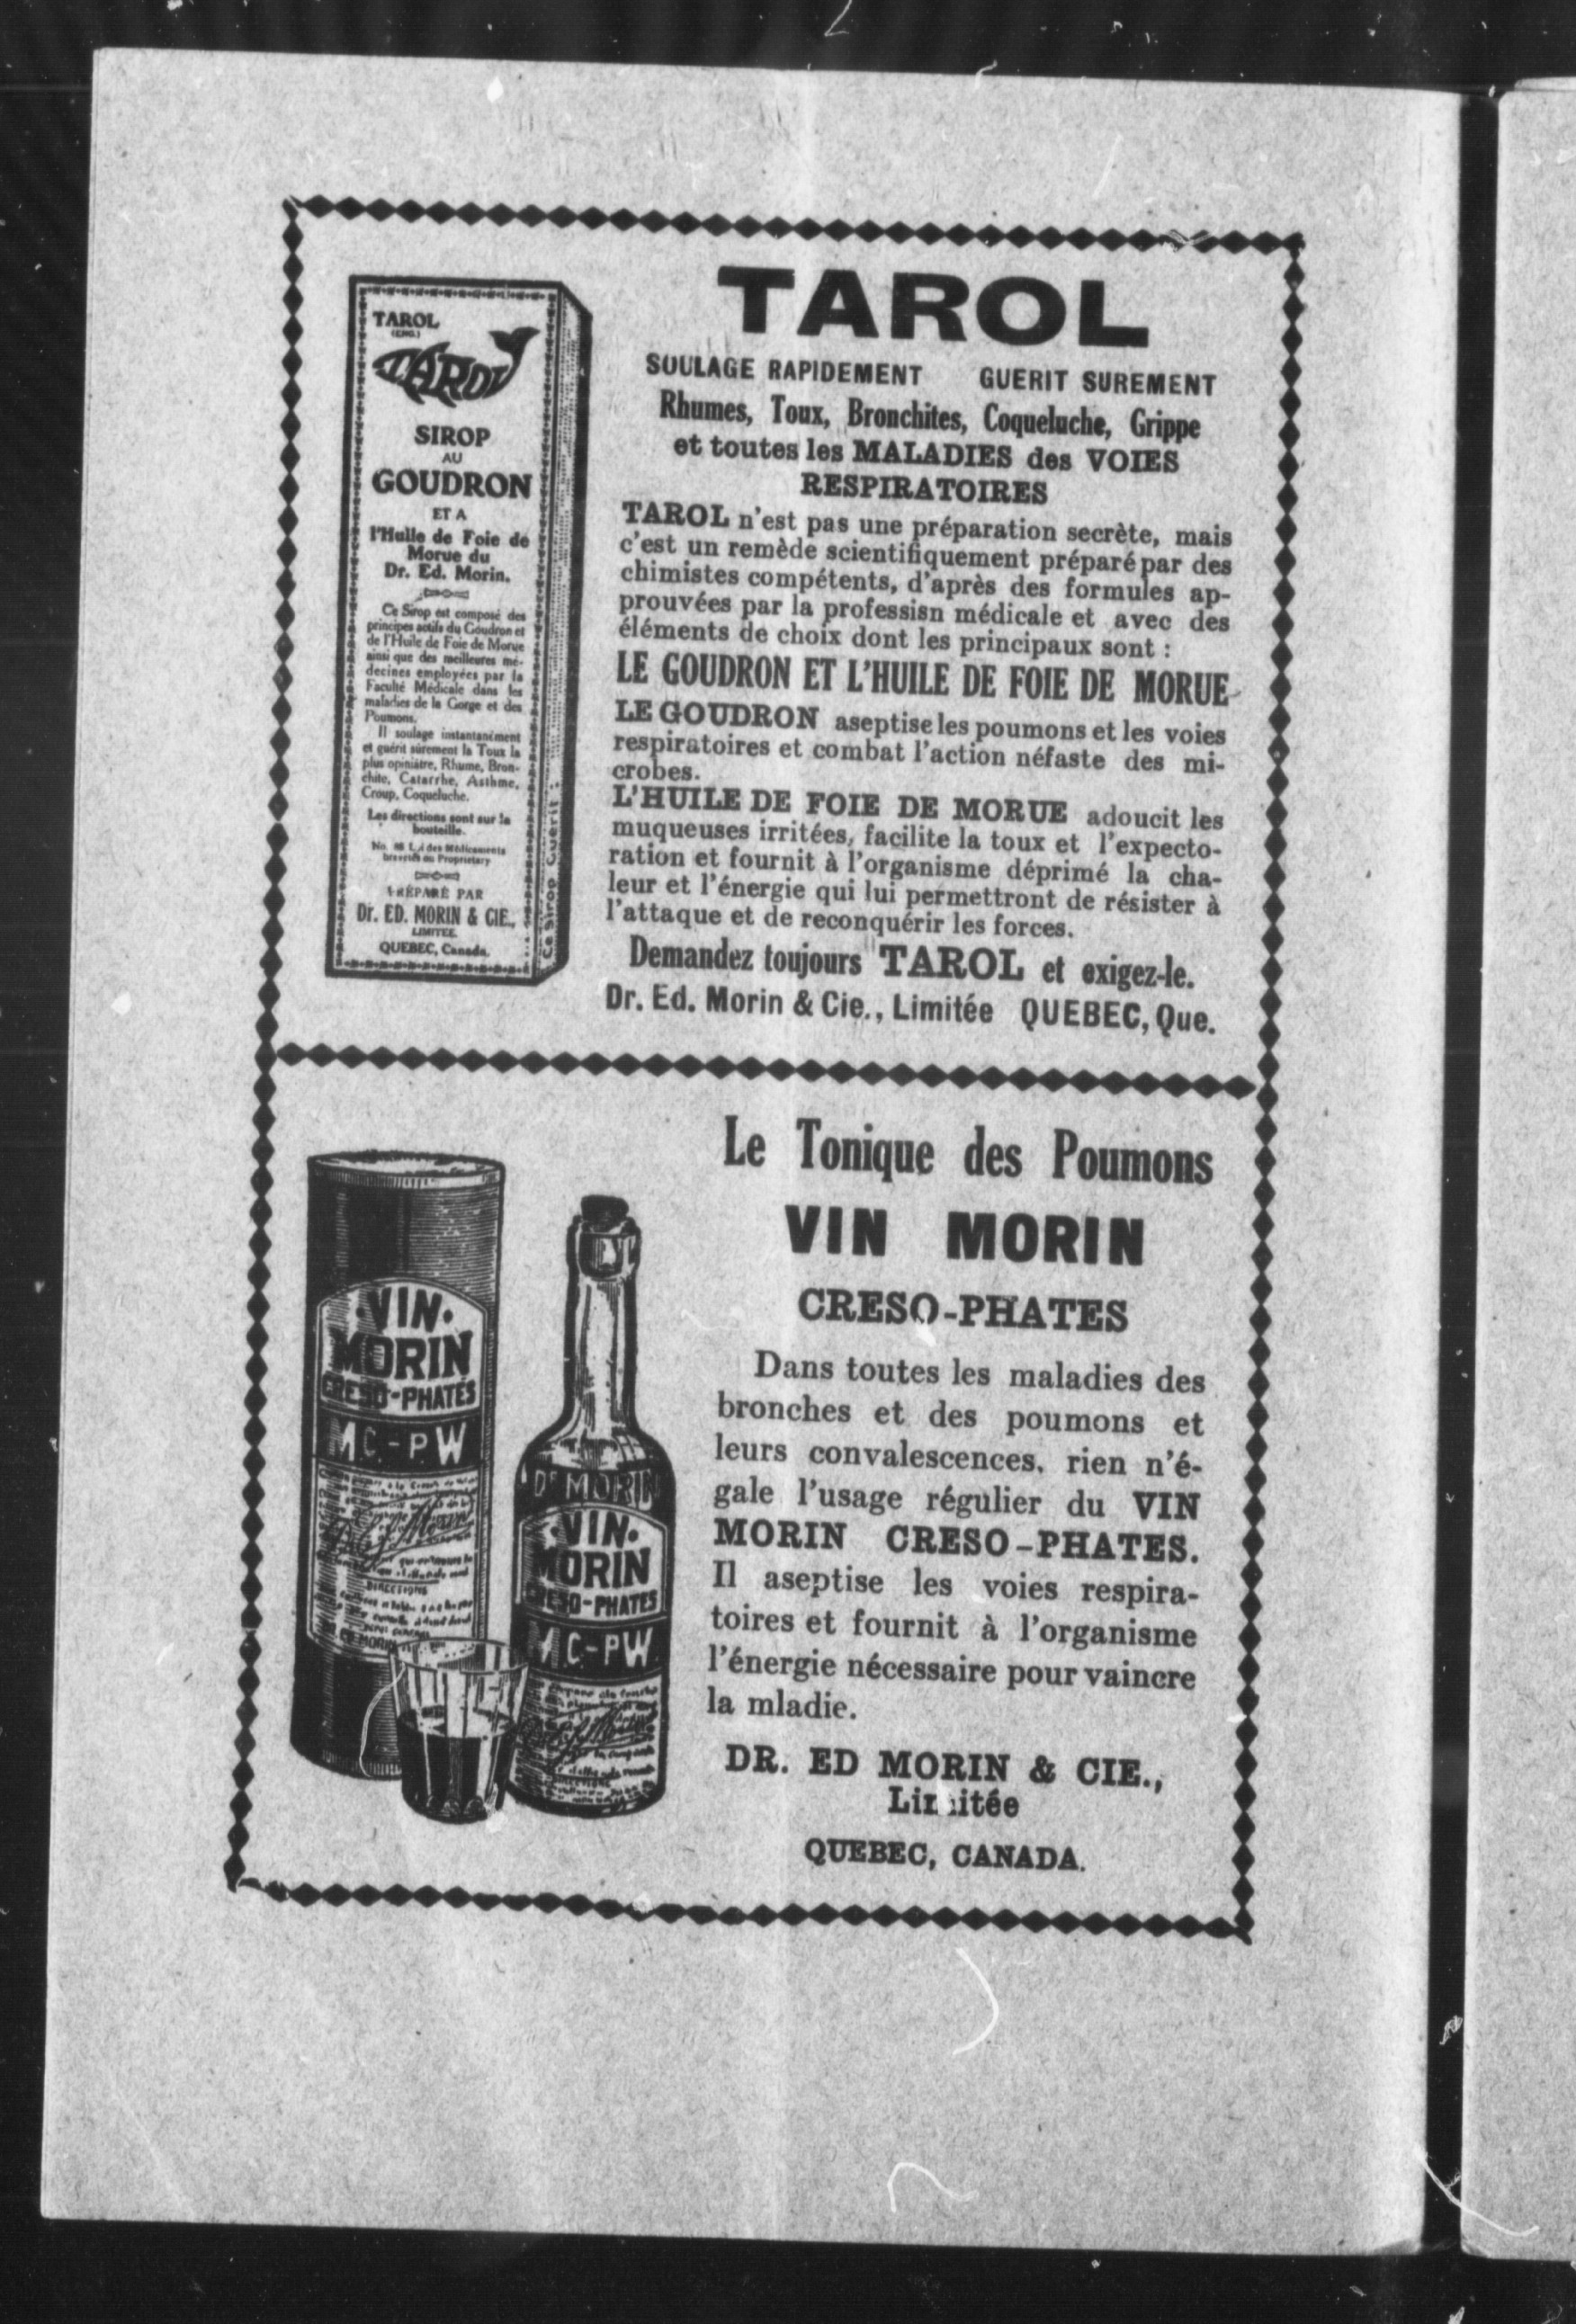 TAROL
(ENG.)
TAROL
SIROP
AU
GOUDRON
ET A
l'Huile de Foie de
Morue du
Dr. Ed. Morin.
Ce Sirop est composé des
principes actifs du Goudron et
de l'Huile de Foie de Morue
ainsi que des meilleures mé-
decines employées par la
Faculté Médicale dans les
maladies de la Gorge et des
Poumons.
Il soulage instantanément
et guérit sûrement la Toux la
plus opiniâtre, Rhume, Bron-
chite, Catarrhe, Asthme,
Croup, Coqueluche.
Les directions sont sur la
bouteille.
des Médicaments
brevetés ou Proprietary
PRÉPARÉ PAR
Dr. ED. MORIN & CIE.,
LIMITEE.
QUEBEC, Canada.
Ce Sirop Guérit
TAROL
SOULAGE RAPIDEMENT GUERIT SUREMENT
Rhumes, Toux, Bronchites, Coqueluche, Grippe
et toutes les MALADIES des VOIES
RESPIRATOIRES
TAROL n'est pas une préparation secrète, mais
c'est un remède scientifiquement préparé par des
chimistes compétents, d'après des formules ap-
prouvées par la professisn médicale et avec des
éléments de choix dont les principaux sont :
LE GOUDRON ET L'HUILE DE FOIE DE MORUE
LE GOUDRON aseptise les poumons et les voies
respiratoires et combat l'action néfaste des mi-
crobes.
L'HUILE DE FOIE DE MORUE adoucit les
muqueuses irritées, facilite la toux et l'expecto-
ration et fournit à l'organisme déprimé la cha-
leur et l'énergie qui lui permettront de résister à
l'attaque et de reconquérir les forces.
Demandez toujours TAROL et exigez-le.
Dr. Ed. Morin & Cie., Limitée QUEBEC, Que.
·VIN·
MORIN
CRESO-PHATES
M.C.-P.W
DIRECTIONS
Dr MORIN
·VIN·
MORIN
CRESO-PHATES
M.C-PW.
Le Tonique des Poumons
VIN MORIN
CRESO-PHATES
Dans toutes les maladies des
bronches et des poumons et
leurs convalescences. rien n'é-
gale l'usage régulier du VIN
MORIN CRESO-PHATES.
Il aseptise les voies respira-
toires et fournit à l'organisme
l'énergie nécessaire pour vaincre
la mladie.
DR. ED MORIN & CIE.,
Limitée
QUEBEC, CANADA.